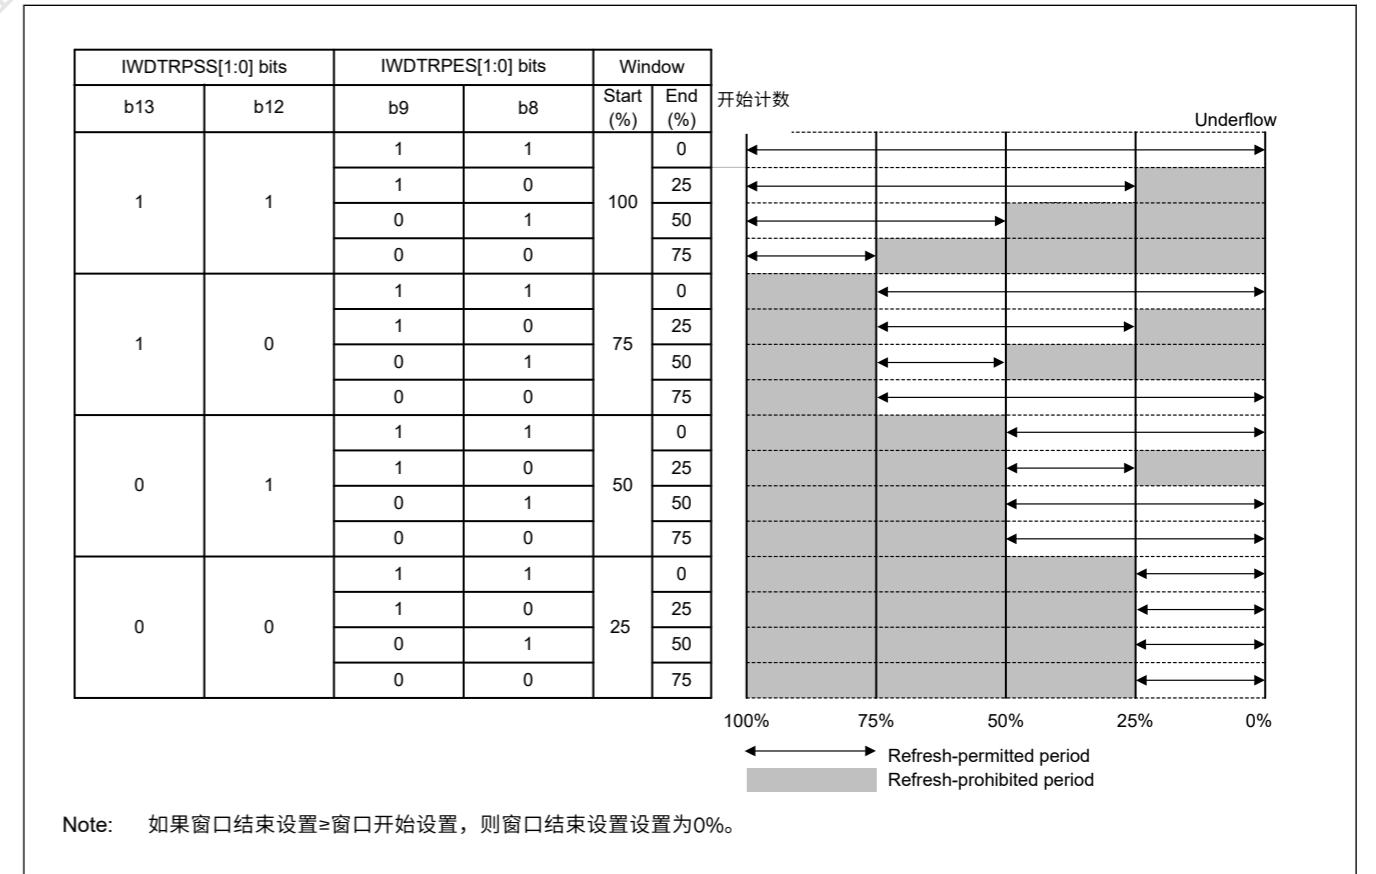 IWDTRPSS[1:0] bits IWDTRPES[1:0] bits Window
b13 b12 b9 b8 Start (%) End (%) 开始计数
Underflow
1 1 1 1 100 0
1 0 25
0 1 50
0 0 75
1 0 1 1 75 0
1 0 25
0 1 50
0 0 75
0 1 1 1 50 0
1 0 25
0 1 50
0 0 75
0 0 1 1 25 0
1 0 25
0 1 50
0 0 75
100% 75% 50% 25% 0%
Refresh-permitted period
Refresh-prohibited period
Note: 如果窗口结束设置≥窗口开始设置，则窗口结束设置设置为0%。